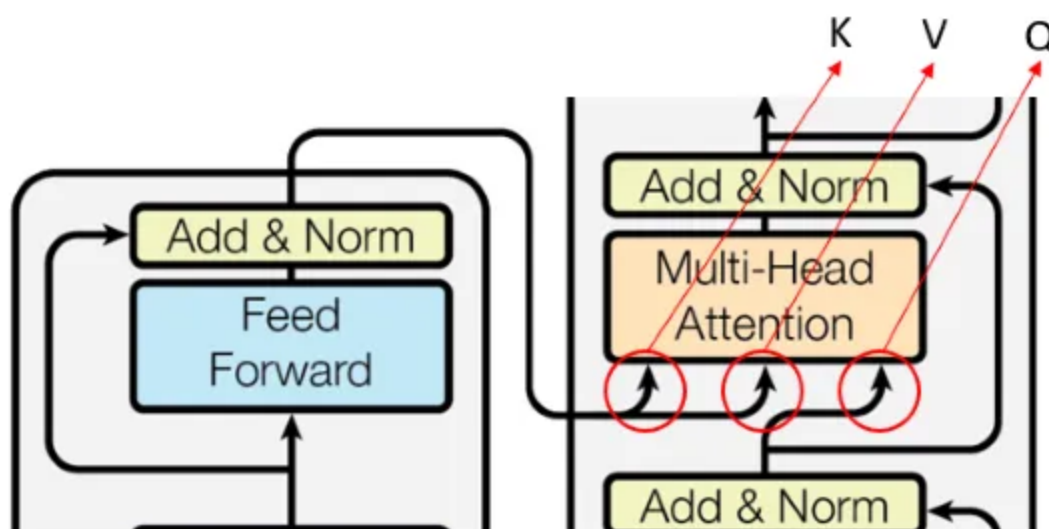 K V Q
Add & Norm
Feed
Forward
Add & Norm
Multi-Head
Attention
Add & Norm